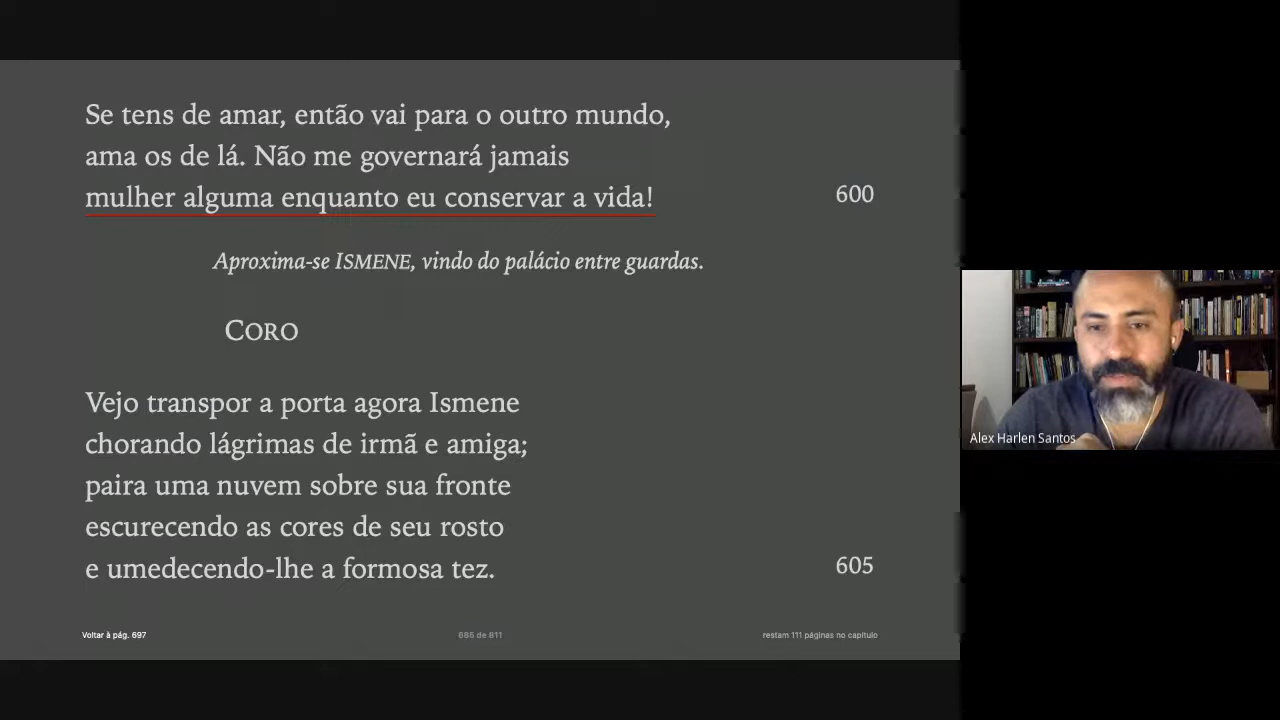 Se tens de amar, então vai para o outro mundo,
ama os de lá. Não me governará jamais
mulher alguma enquanto eu conservar a vida! 600
Aproxima-se ISMENE, vindo do palácio entre guardas.
CORO
Vejo transpor a porta agora Ismene
chorando lágrimas de irmã e amiga;
paira uma nuvem sobre sua fronte
escurecendo as cores de seu rosto
e umedecendo-lhe a formosa tez. 605
Voltar à pág. 697 685 de 811 restam 111 páginas no capítulo
Alex Harlen Santos